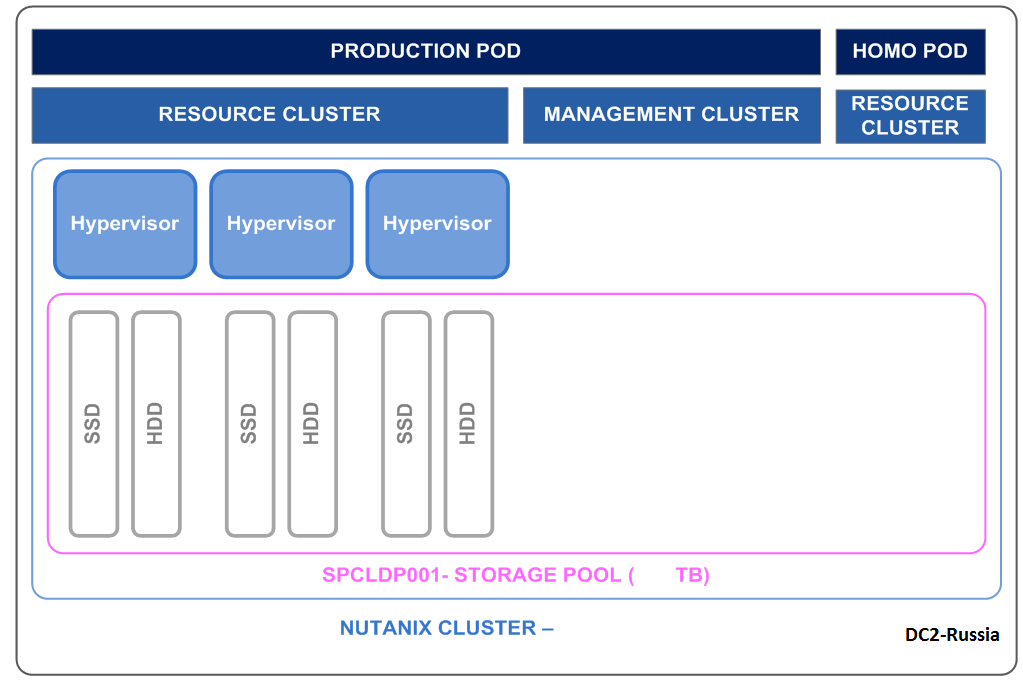 PRODUCTION POD
HOMO POD
RESOURCE CLUSTER
MANAGEMENT CLUSTER
RESOURCE
CLUSTER
Hypervisor
Hypervisor
Hypervisor
SSD
HDD
SSD
HDD
SSD
HDD
SPCLDP001- STORAGE POOL ( TB)
NUTANIX CLUSTER –
DC2-Russia